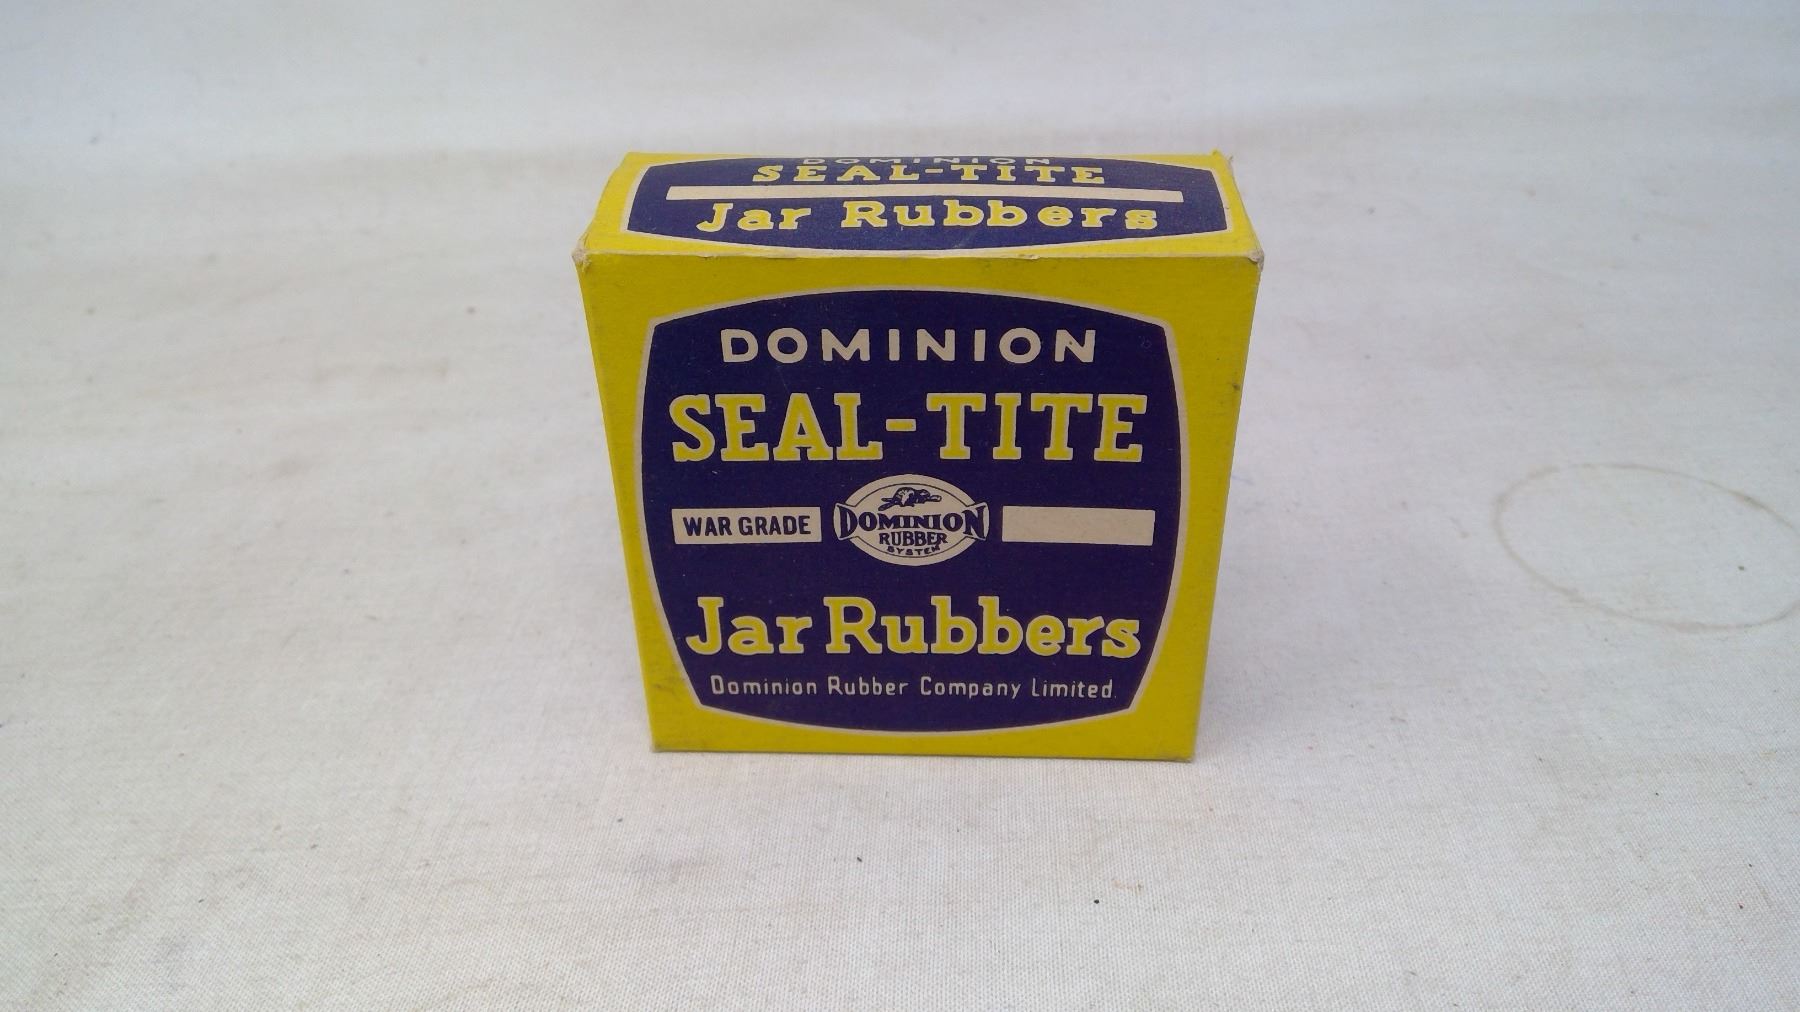 DOMINION
SEAL-TITE
Jar Rubbers
DOMINION
SEAL-TITE
WAR GRADE
DOMINION
RUBBER
SYSTEM
Jar Rubbers
Dominion Rubber Company Limited.